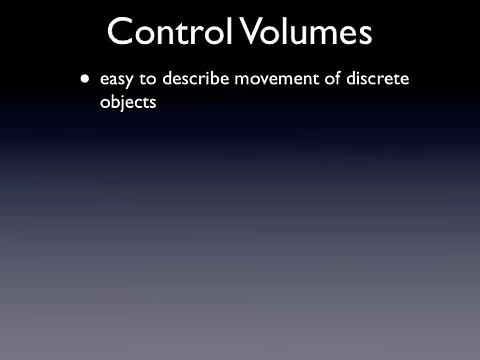 Control Volumes
• easy to describe movement of discrete
objects